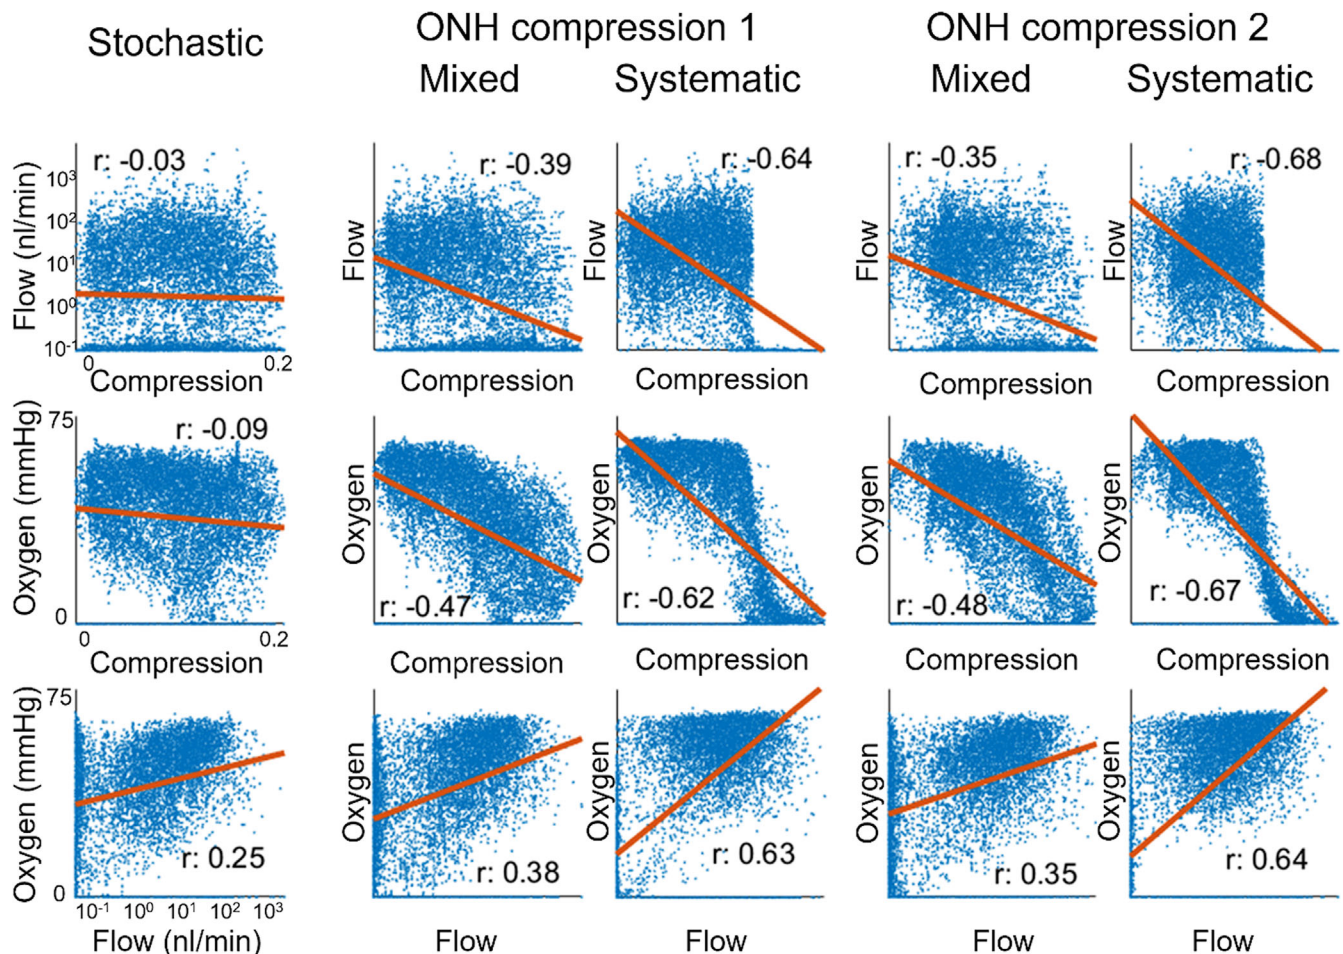 Stochastic
ONH compression 1
ONH compression 2
Mixed
Systematic
Mixed
Systematic
Flow (nl/min)
10³
10²
10¹
10⁰
10⁻¹
r: -0.03
0
0.2
Compression
Flow
r: -0.39
Compression
Flow
r: -0.64
Compression
Flow
r: -0.35
Compression
Flow
r: -0.68
Compression
Oxygen (mmHg)
75
0
r: -0.09
0
0.2
Compression
Oxygen
r: -0.47
Compression
Oxygen
r: -0.62
Compression
Oxygen
r: -0.48
Compression
Oxygen
r: -0.67
Compression
Oxygen (mmHg)
75
0
r: 0.25
10⁻¹ 10⁰ 10¹ 10² 10³
Flow (nl/min)
Oxygen
r: 0.38
Flow
Oxygen
r: 0.63
Flow
Oxygen
r: 0.35
Flow
Oxygen
r: 0.64
Flow